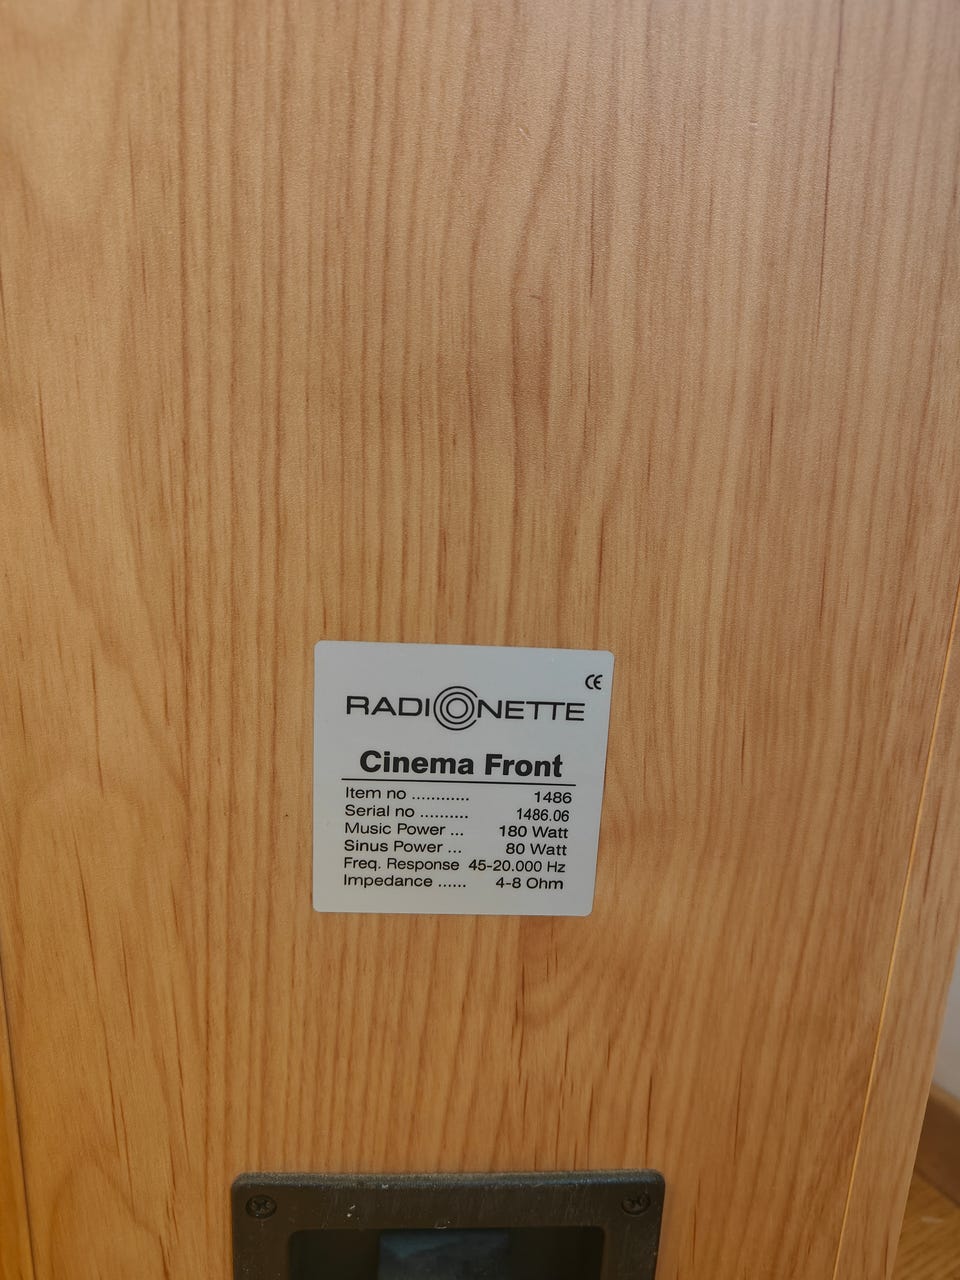 CE
RADIONETTE
Cinema Front
Item no ............ 1486
Serial no .......... 1486.06
Music Power ... 180 Watt
Sinus Power ... 80 Watt
Freq. Response 45-20.000 Hz
Impedance ...... 4-8 Ohm